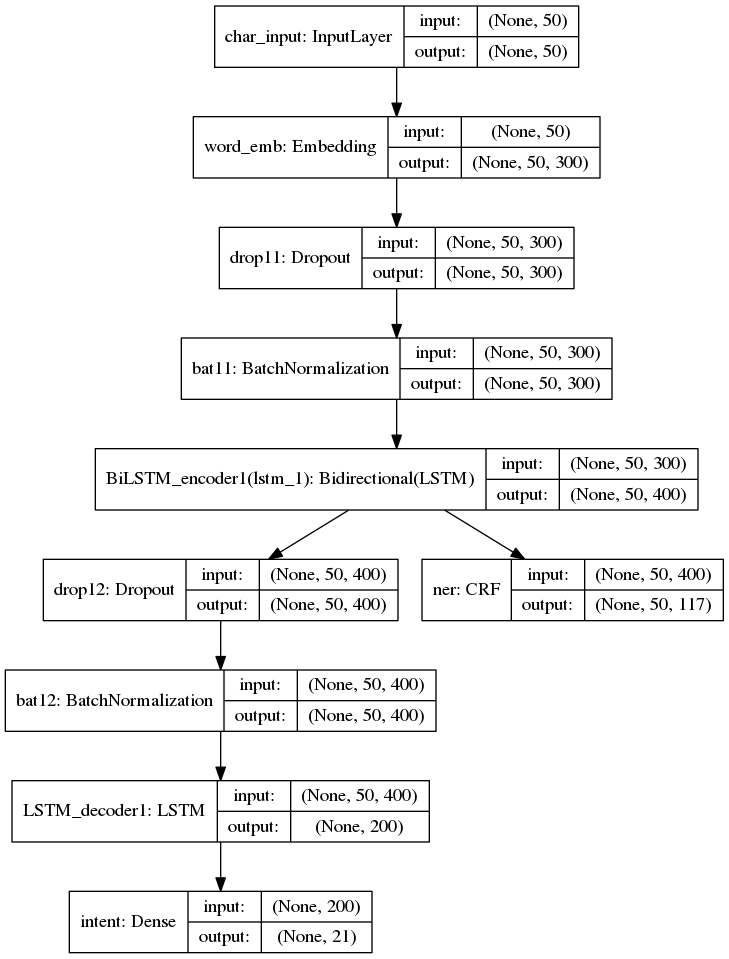 char_input: InputLayer
input: (None, 50)
output: (None, 50)
word_emb: Embedding
input: (None, 50)
output: (None, 50, 300)
drop11: Dropout
input: (None, 50, 300)
output: (None, 50, 300)
bat11: BatchNormalization
input: (None, 50, 300)
output: (None, 50, 300)
BiLSTM_encoder1(lstm_1): Bidirectional(LSTM)
input: (None, 50, 300)
output: (None, 50, 400)
drop12: Dropout
input: (None, 50, 400)
output: (None, 50, 400)
ner: CRF
input: (None, 50, 400)
output: (None, 50, 117)
bat12: BatchNormalization
input: (None, 50, 400)
output: (None, 50, 400)
LSTM_decoder1: LSTM
input: (None, 50, 400)
output: (None, 200)
intent: Dense
input: (None, 200)
output: (None, 21)